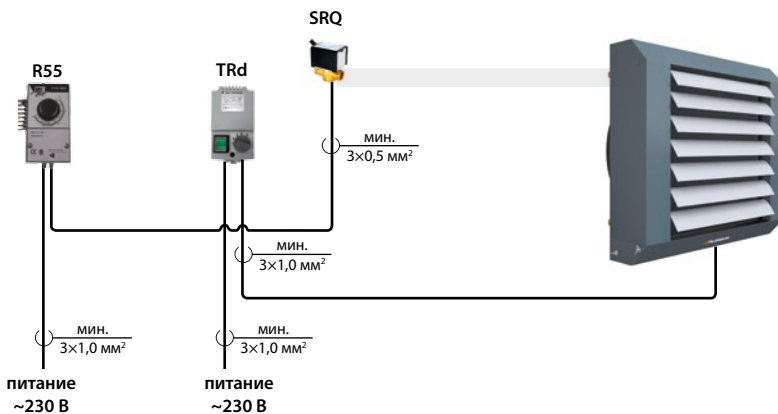 SRQ
R55
TRd
мин.
3×0,5 мм²
мин.
3×1,0 мм²
мин.
3×1,0 мм²
мин.
3×1,0 мм²
питание
~230 В
питание
~230 В